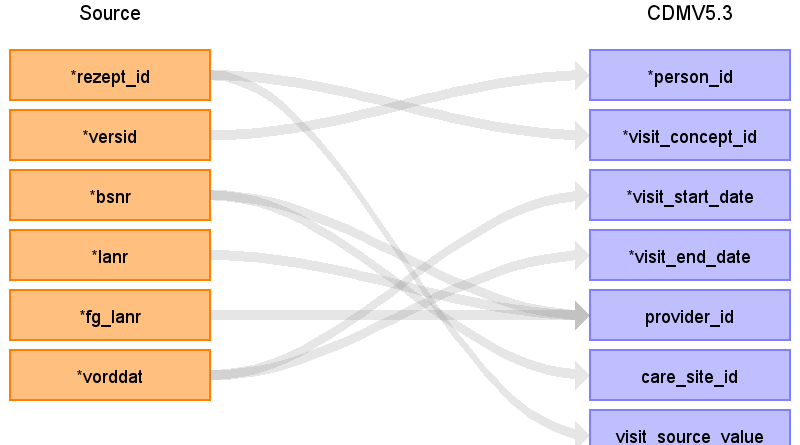 Source CDMV5.3
*rezept_id *person_id
*versid *visit_concept_id
*bsnr *visit_start_date
*lanr *visit_end_date
*fg_lanr provider_id
*vorddat care_site_id
visit_source_value